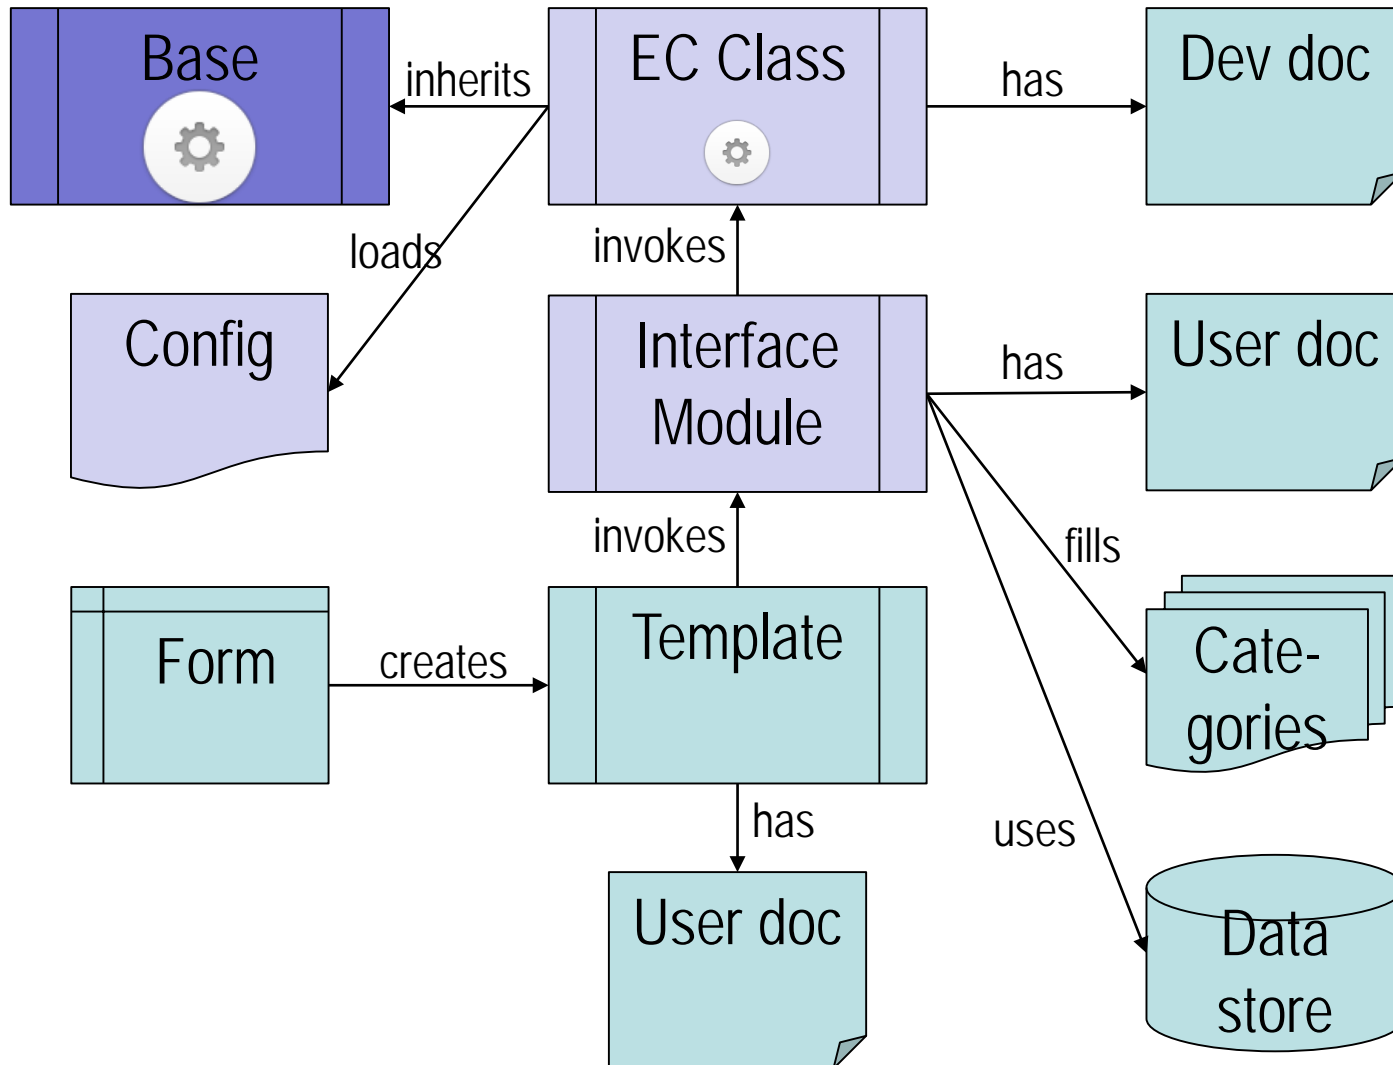 Base
inherits
EC Class
has
Dev doc
loads
invokes
Config
Interface
Module
has
User doc
invokes
fills
Form
creates
Template
Cate-
gories
has
uses
User doc
Data
store